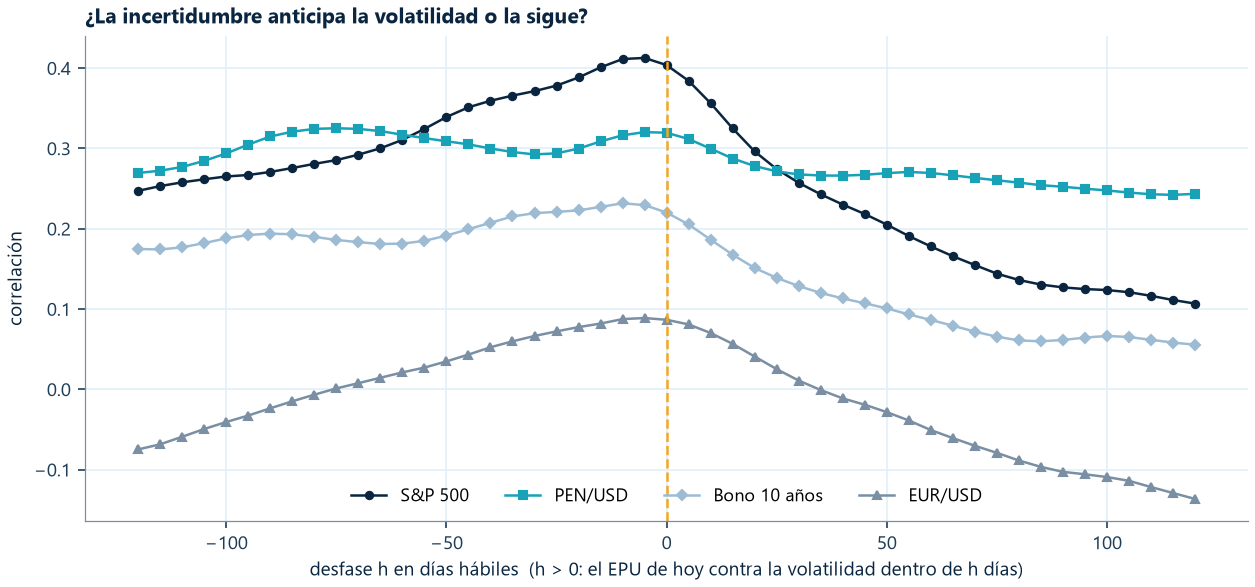 ¿La incertidumbre anticipa la volatilidad o la sigue?
correlación
0.4
0.3
0.2
0.1
0.0
−0.1
S&P 500 PEN/USD Bono 10 años EUR/USD
−100 −50 0 50 100
desfase h en días hábiles (h > 0: el EPU de hoy contra la volatilidad dentro de h días)